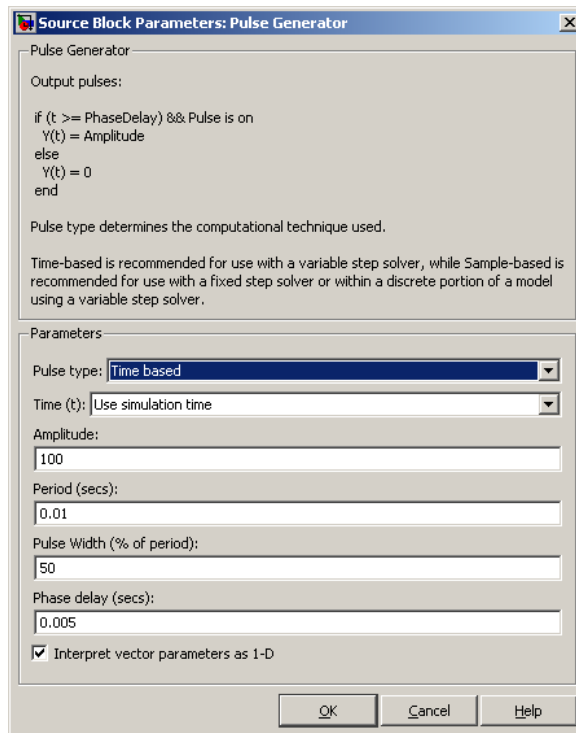 Source Block Parameters: Pulse Generator
Pulse Generator
Output pulses:
if (t >= PhaseDelay) && Pulse is on
Y(t) = Amplitude
else
Y(t) = 0
end
Pulse type determines the computational technique used.
Time-based is recommended for use with a variable step solver, while Sample-based is
recommended for use with a fixed step solver or within a discrete portion of a model
using a variable step solver.
Parameters
Pulse type: Time based
Time (t): Use simulation time
Amplitude:
100
Period (secs):
0.01
Pulse Width (% of period):
50
Phase delay (secs):
0.005
Interpret vector parameters as 1-D
OK Cancel Help